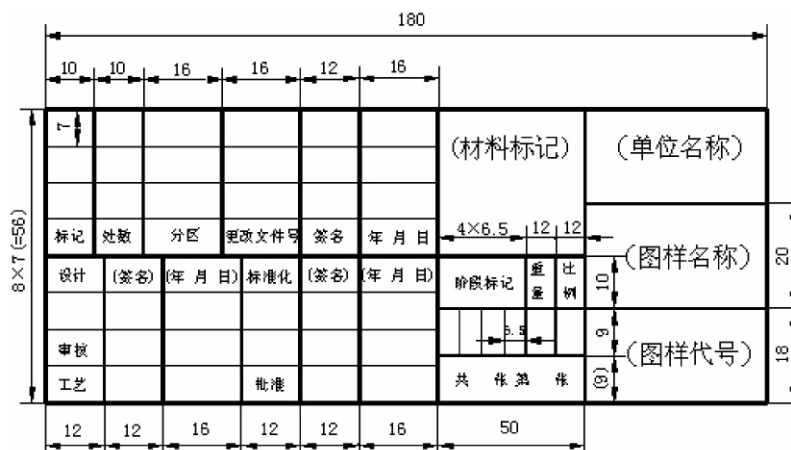 180
10 10 16 16 12 16
7
(材料标记) (单位名称)
标记 处数 分区 更改文件号 签名 年 月 日 4×6.5 12 12
8×7(=56)
设计 (签名) (年 月 日) 标准化 (签名) (年 月 日) 阶段标记 重量 比例 10 (图样名称) 20
6.5 9
审核 (图样代号) 18
工艺 批准 共 张 第 张 (9)
12 12 16 12 12 16 50